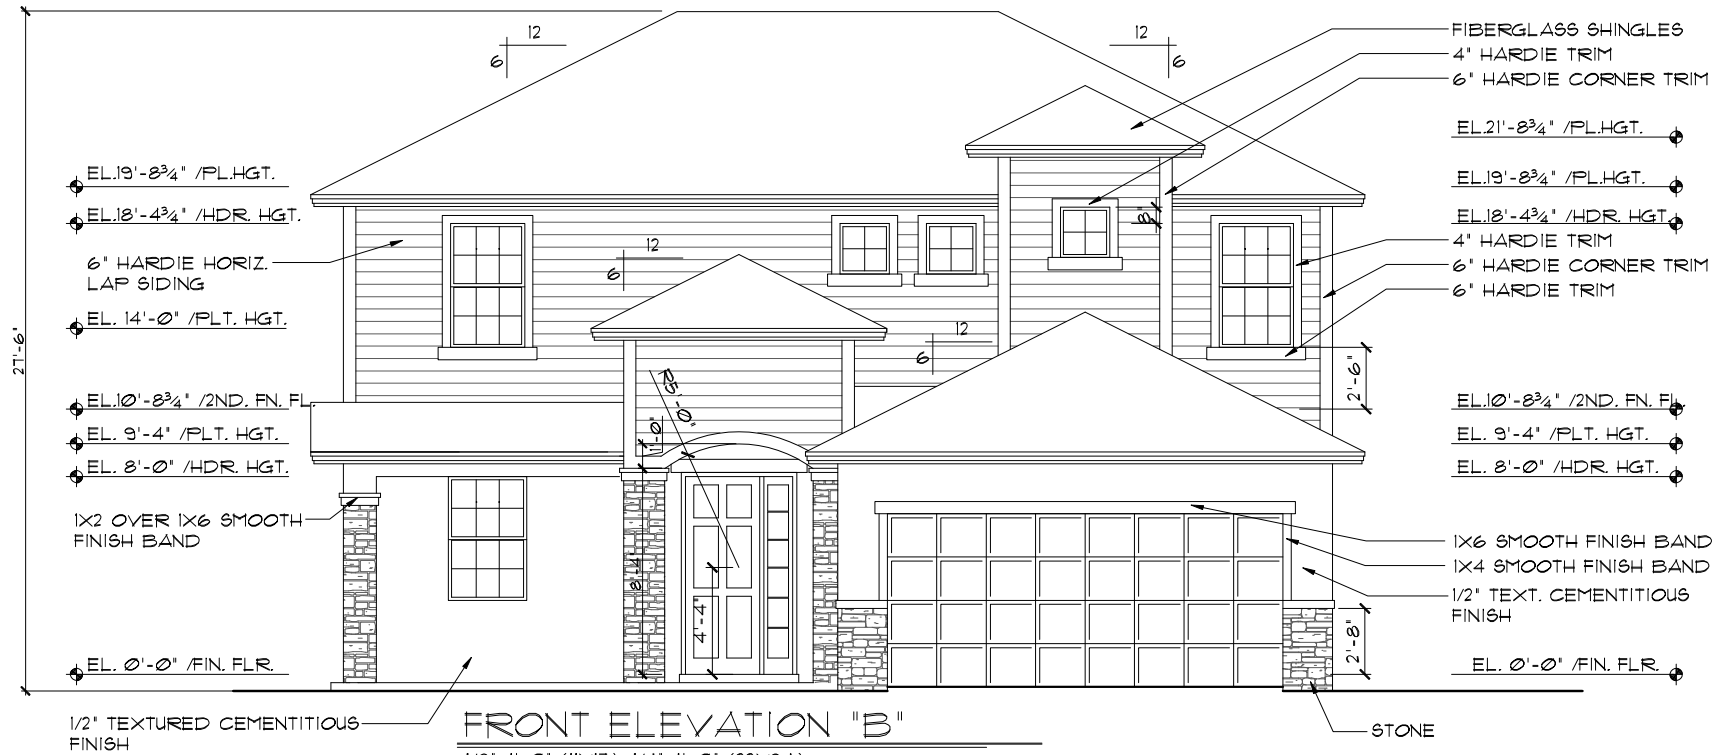 12
6
12
6
FIBERGLASS SHINGLES
4" HARDIE TRIM
6" HARDIE CORNER TRIM
EL.21'-8¾" /PL.HGT.
EL.19'-8¾" /PL.HGT.
EL.19'-8¾" /PL.HGT.
EL.18'-4¾" /HDR. HGT.
8"
EL.18'-4¾" /HDR. HGT.
4" HARDIE TRIM
6" HARDIE HORIZ.
LAP SIDING
12
6
6" HARDIE CORNER TRIM
6" HARDIE TRIM
EL. 14'-0" /PLT. HGT.
12
6
27'-6"
2'-6"
R5'-0"
EL.10'-8¾" /2ND. FN. FL.
EL.10'-8¾" /2ND. FN. FL.
EL. 9'-4" /PLT. HGT.
1'-0"
EL. 9'-4" /PLT. HGT.
EL. 8'-0" /HDR. HGT.
EL. 8'-0" /HDR. HGT.
1X2 OVER 1X6 SMOOTH
FINISH BAND
1X6 SMOOTH FINISH BAND
1X4 SMOOTH FINISH BAND
8'-4"
4'-4"
1/2" TEXT. CEMENTITIOUS
FINISH
2'-8"
EL. 0'-0" /FIN. FLR.
EL. 0'-0" /FIN. FLR.
1/2" TEXTURED CEMENTITIOUS
FINISH
FRONT ELEVATION "B"
STONE